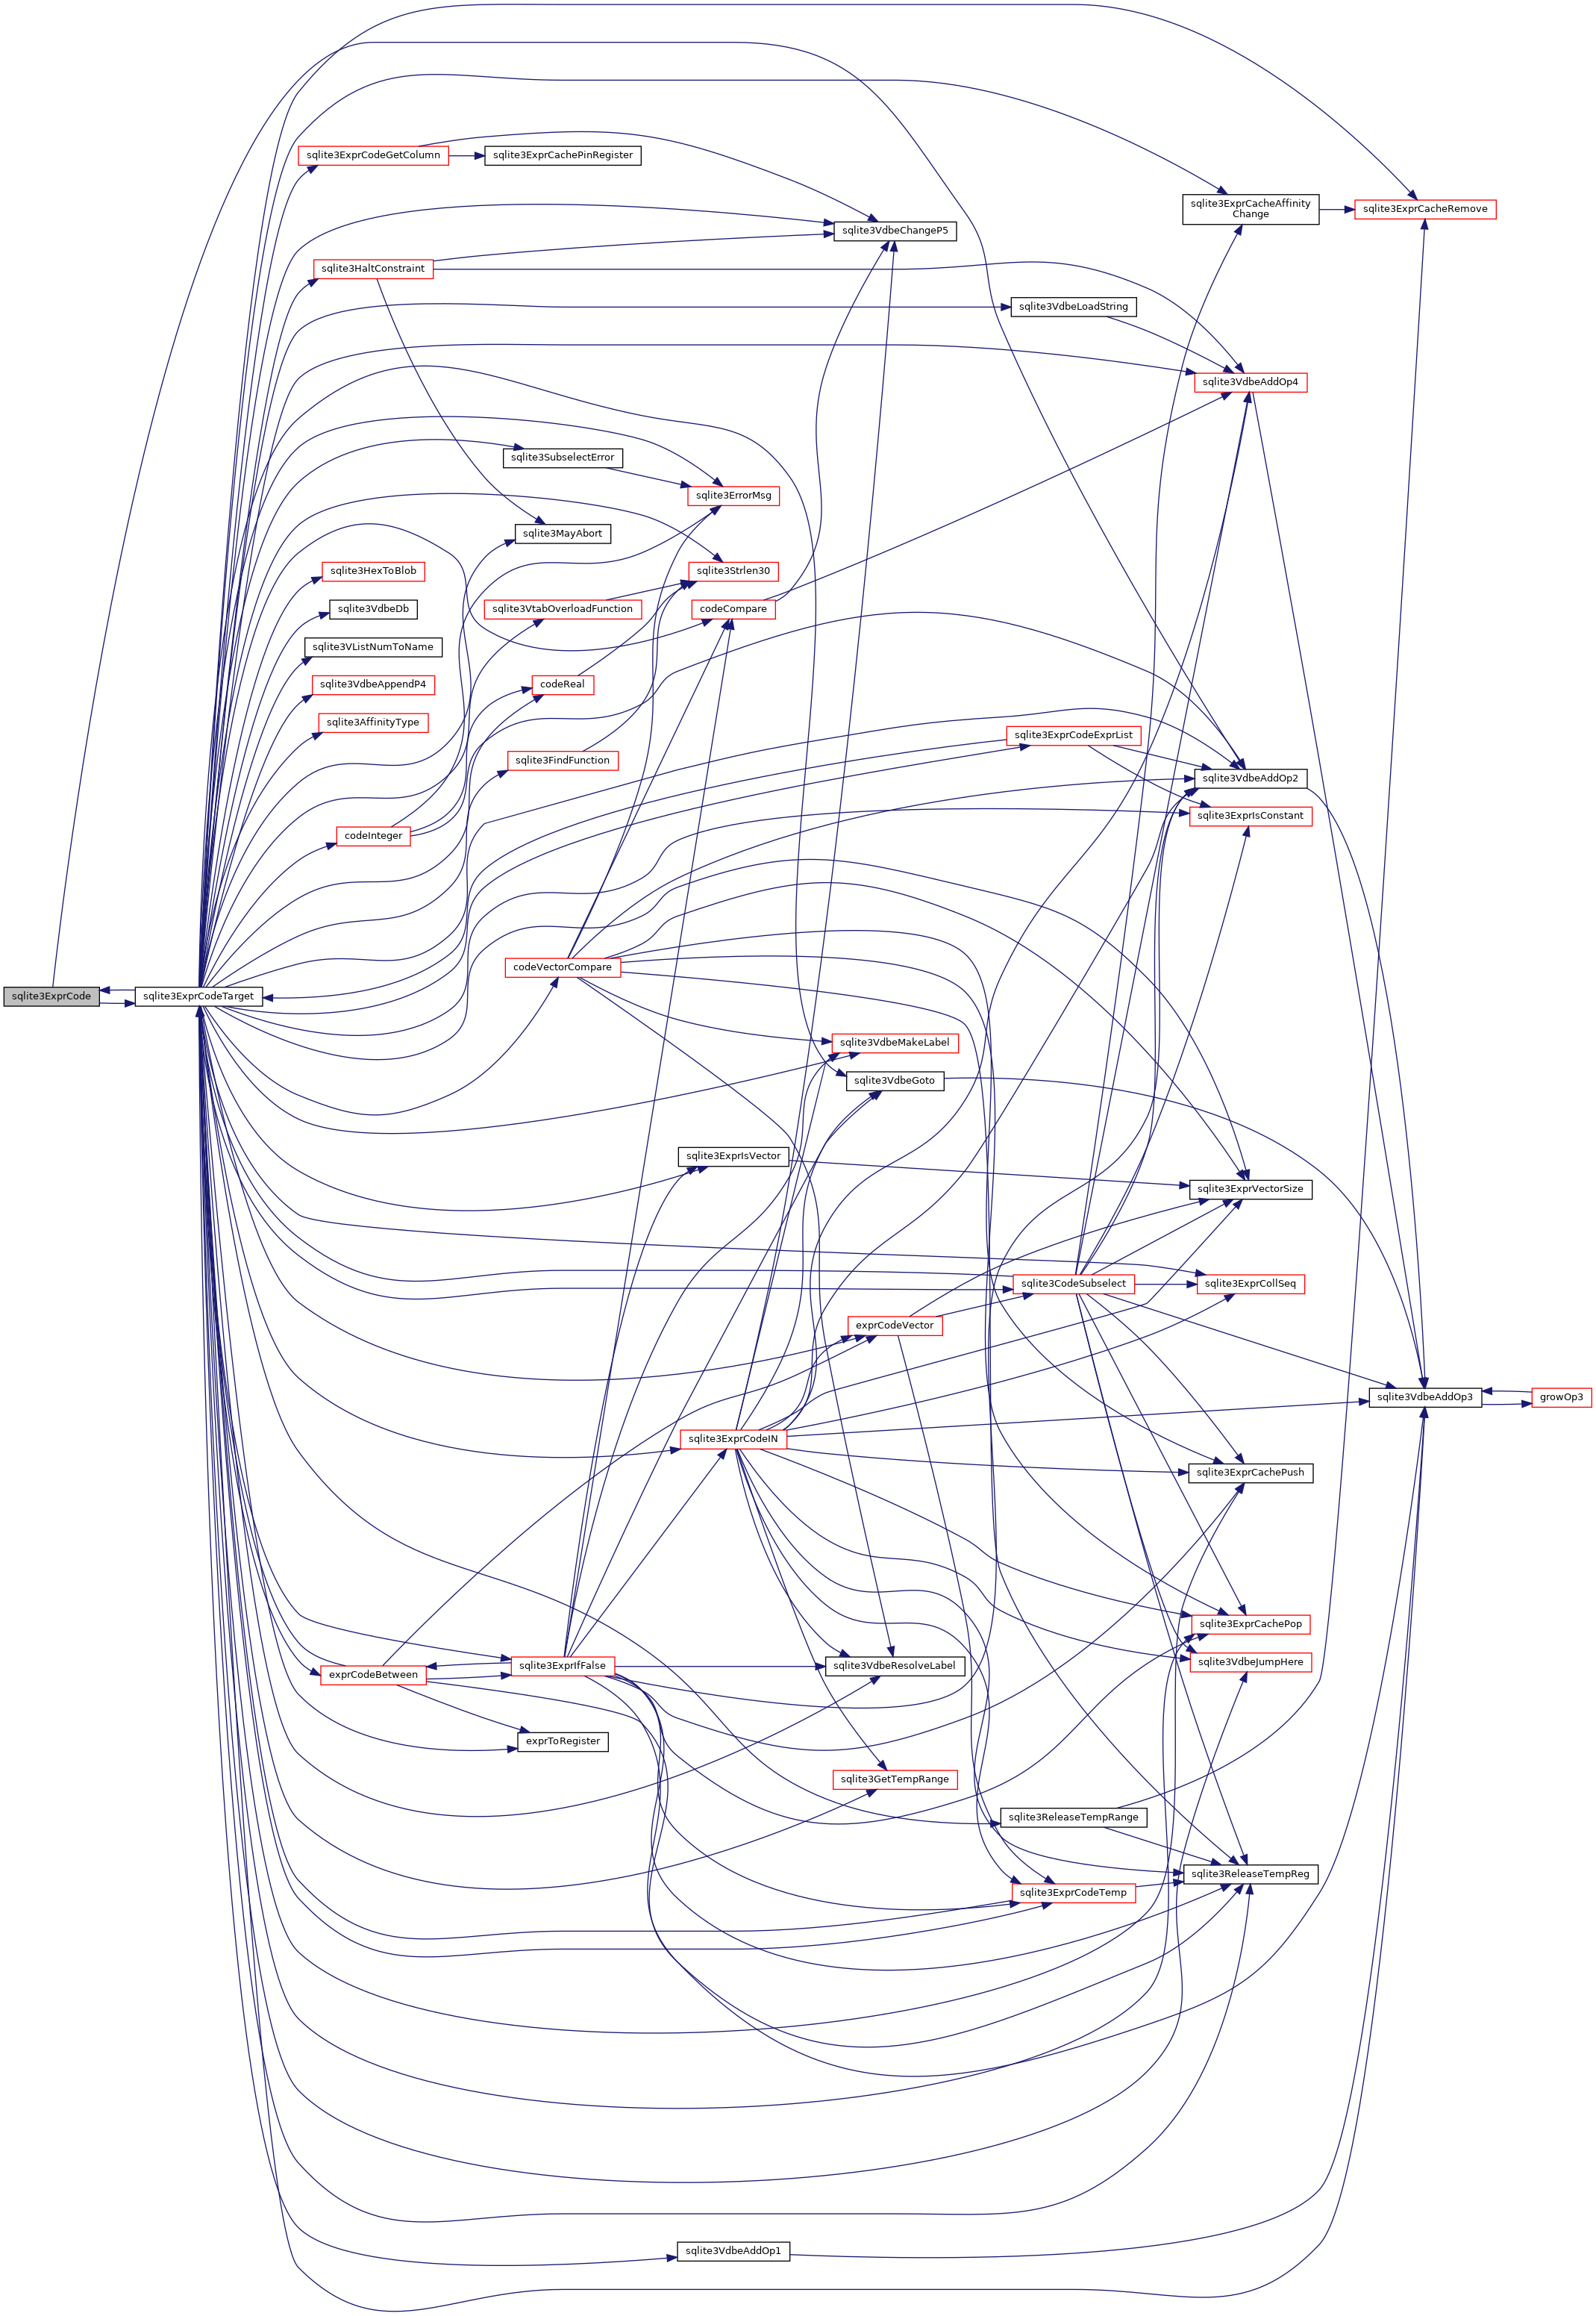 sqlite3ExprCodeGetColumn
sqlite3ExprCachePinRegister
sqlite3ExprCacheAffinity
Change
sqlite3ExprCacheRemove
sqlite3VdbeChangeP5
sqlite3HaltConstraint
sqlite3VdbeLoadString
sqlite3VdbeAddOp4
sqlite3SubselectError
sqlite3ErrorMsg
sqlite3MayAbort
sqlite3HexToBlob
sqlite3Strlen30
sqlite3VdbeDb
sqlite3VtabOverloadFunction
codeCompare
sqlite3VListNumToName
sqlite3VdbeAppendP4
codeReal
sqlite3AffinityType
sqlite3ExprCodeExprList
sqlite3FindFunction
sqlite3VdbeAddOp2
sqlite3ExprIsConstant
codeInteger
codeVectorCompare
sqlite3ExprCode
sqlite3ExprCodeTarget
sqlite3VdbeMakeLabel
sqlite3VdbeGoto
sqlite3ExprIsVector
sqlite3ExprVectorSize
sqlite3CodeSubselect
sqlite3ExprCollSeq
exprCodeVector
sqlite3VdbeAddOp3
growOp3
sqlite3ExprCodeIN
sqlite3ExprCachePush
sqlite3ExprCachePop
sqlite3VdbeJumpHere
exprCodeBetween
sqlite3ExprIfFalse
sqlite3VdbeResolveLabel
exprToRegister
sqlite3GetTempRange
sqlite3ReleaseTempRange
sqlite3ReleaseTempReg
sqlite3ExprCodeTemp
sqlite3VdbeAddOp1